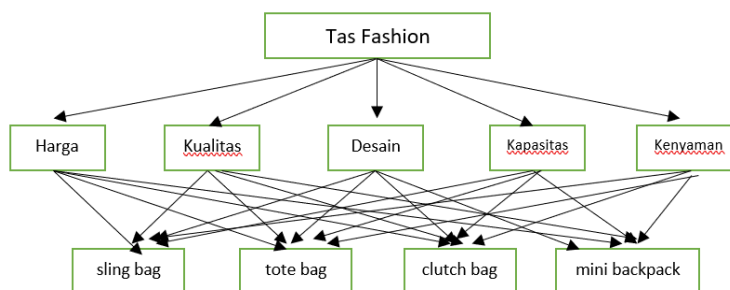 Tas Fashion
Harga
Kualitas
Desain
Kapasitas
Kenyaman
sling bag
tote bag
clutch bag
mini backpack